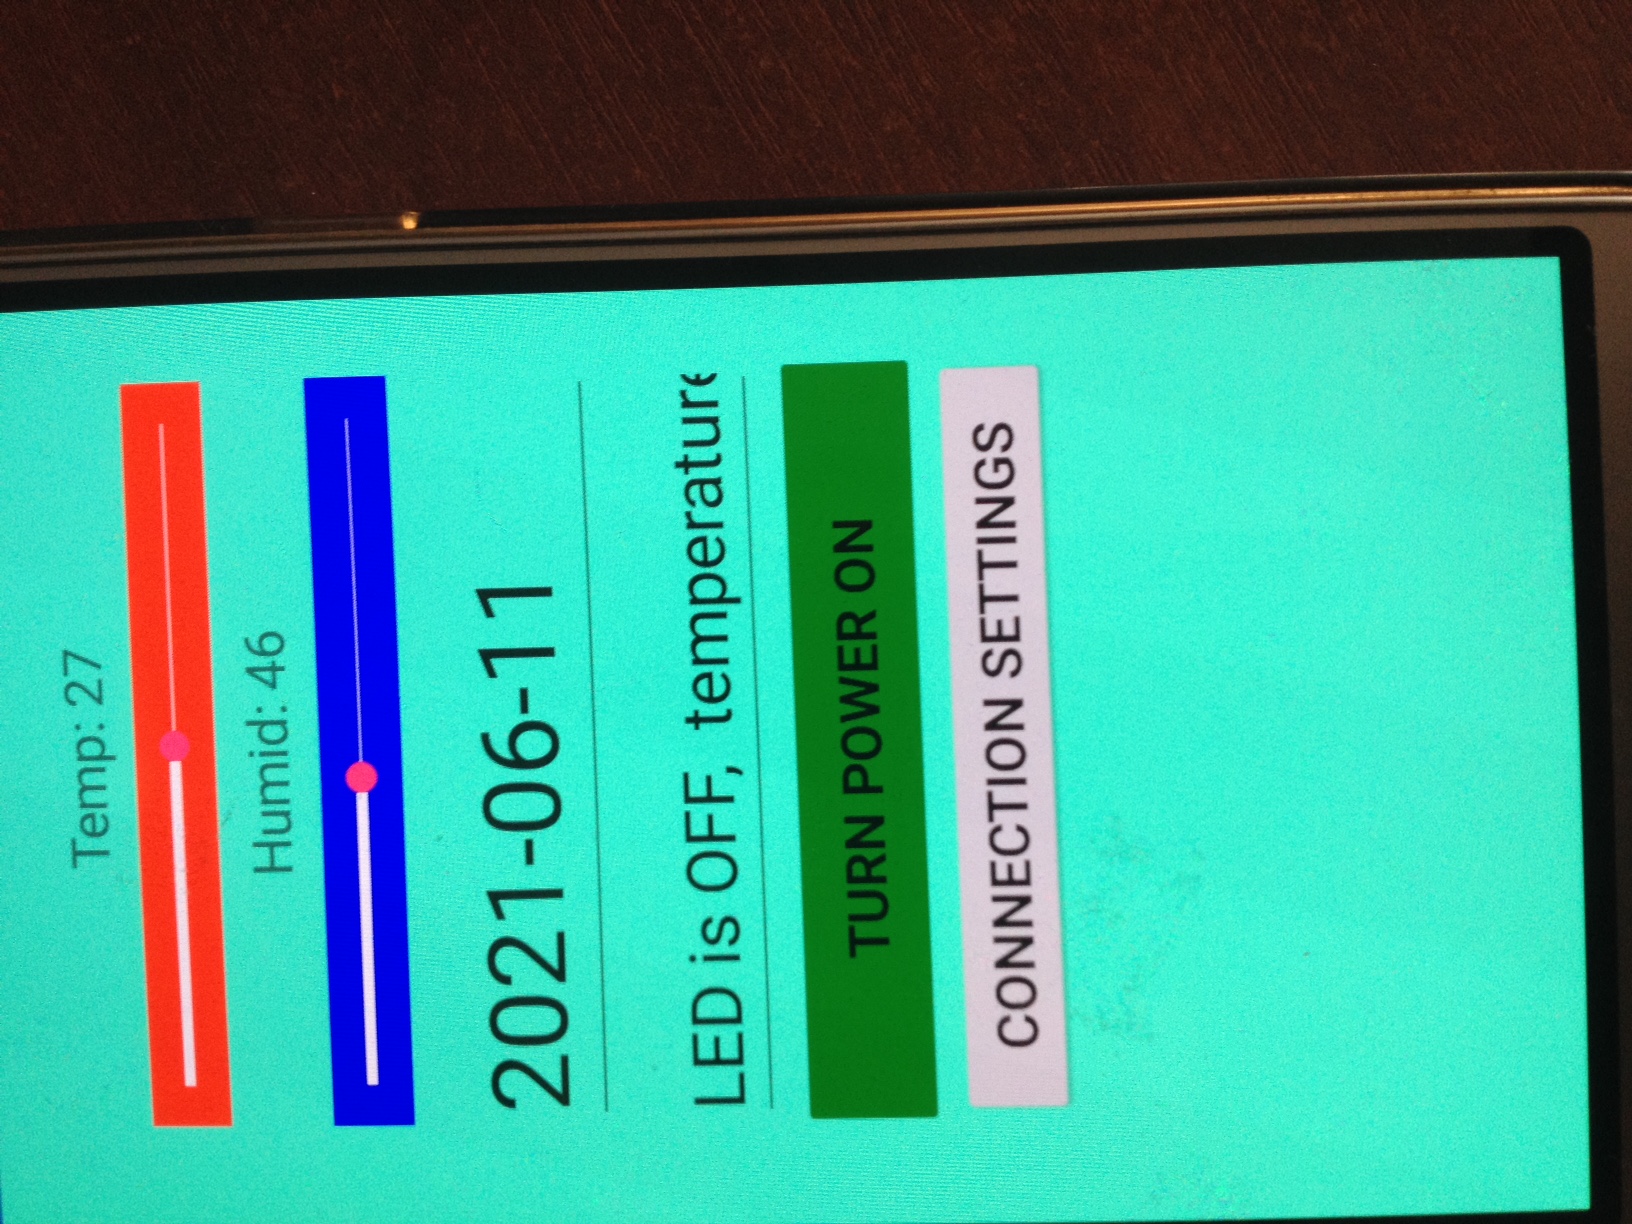 Temp: 27
Humid: 46
2021-06-11
LED is OFF,  temperature
TURN POWER ON
CONNECTION SETTINGS